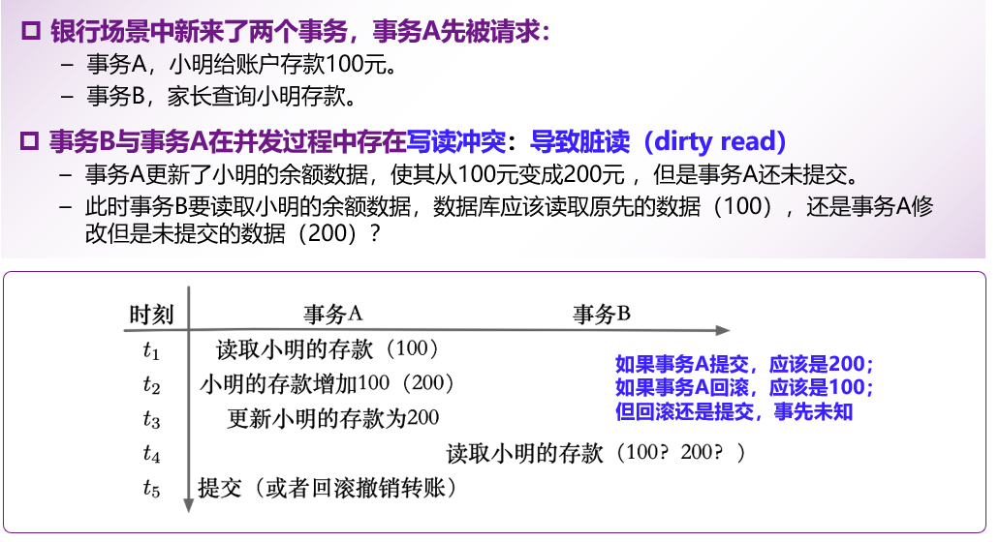 银行场景中新来了两个事务，事务A先被请求：
– 事务A，小明给账户存款100元。
– 事务B，家长查询小明存款。
事务B与事务A在并发过程中存在写读冲突：导致脏读（dirty read）
– 事务A更新了小明的余额数据，使其从100元变成200元 ，但是事务A还未提交。
– 此时事务B要读取小明的余额数据，数据库应该读取原先的数据（100），还是事务A修
改但是未提交的数据（200）？
时刻 事务A 事务B
t1 读取小明的存款（100）
如果事务A提交，应该是200；
t2 小明的存款增加100（200）
如果事务A回滚，应该是100；
但回滚还是提交，事先未知
t3 更新小明的存款为200
t4 读取小明的存款（100？200？）
t5 提交（或者回滚撤销转账）